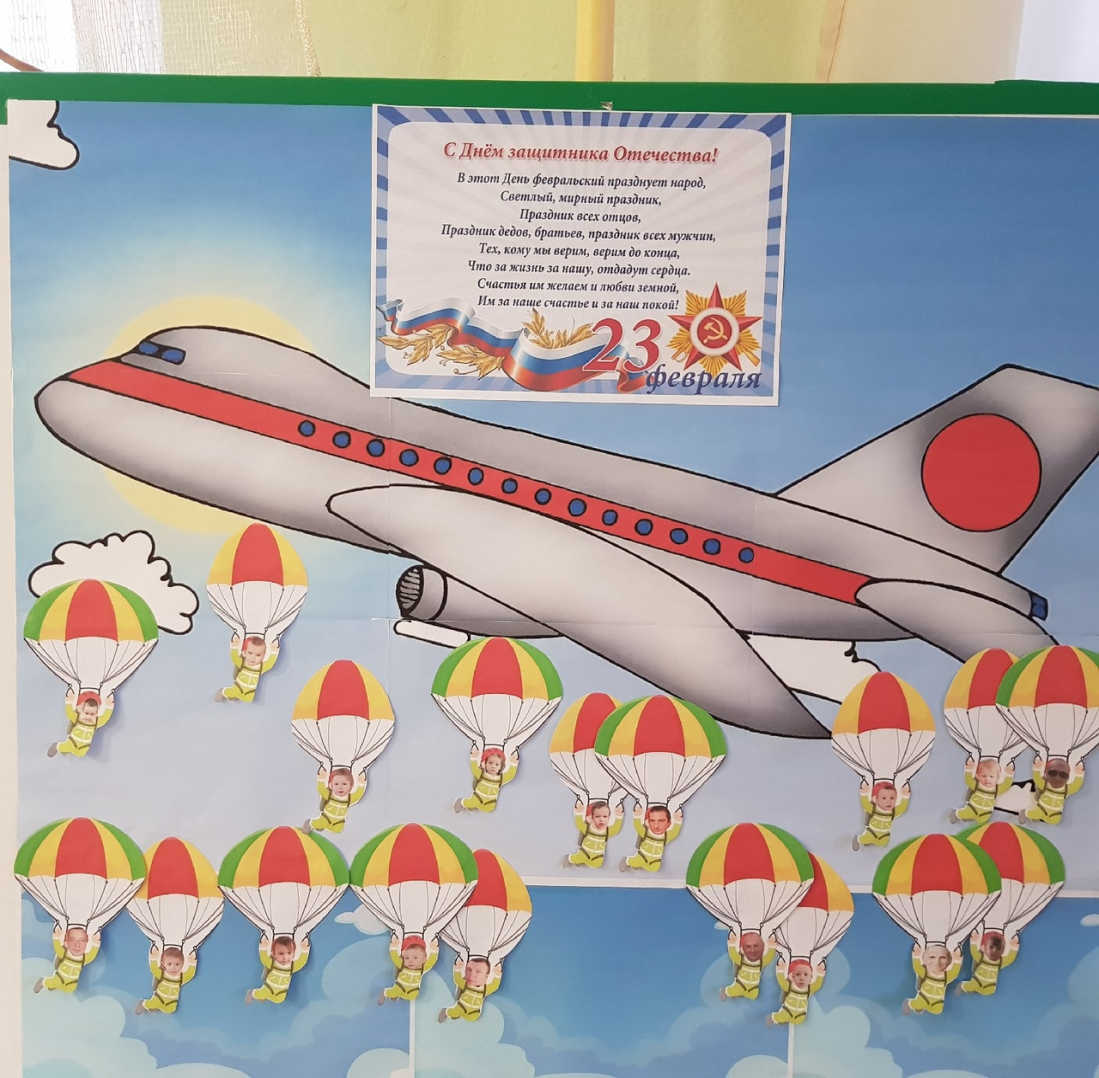 С Днём защитника Отечества!
В этот День февральский празднует народ,
Светлый, мирный праздник,
Праздник всех отцов,
Праздник дедов, братьев, праздник всех мужчин,
Тех, кому мы верим, верим до конца,
Что за жизнь за нашу, отдадут сердца.
Счастья им желаем и любви земной,
Им за наше счастье и за наш покой!
23
февраля